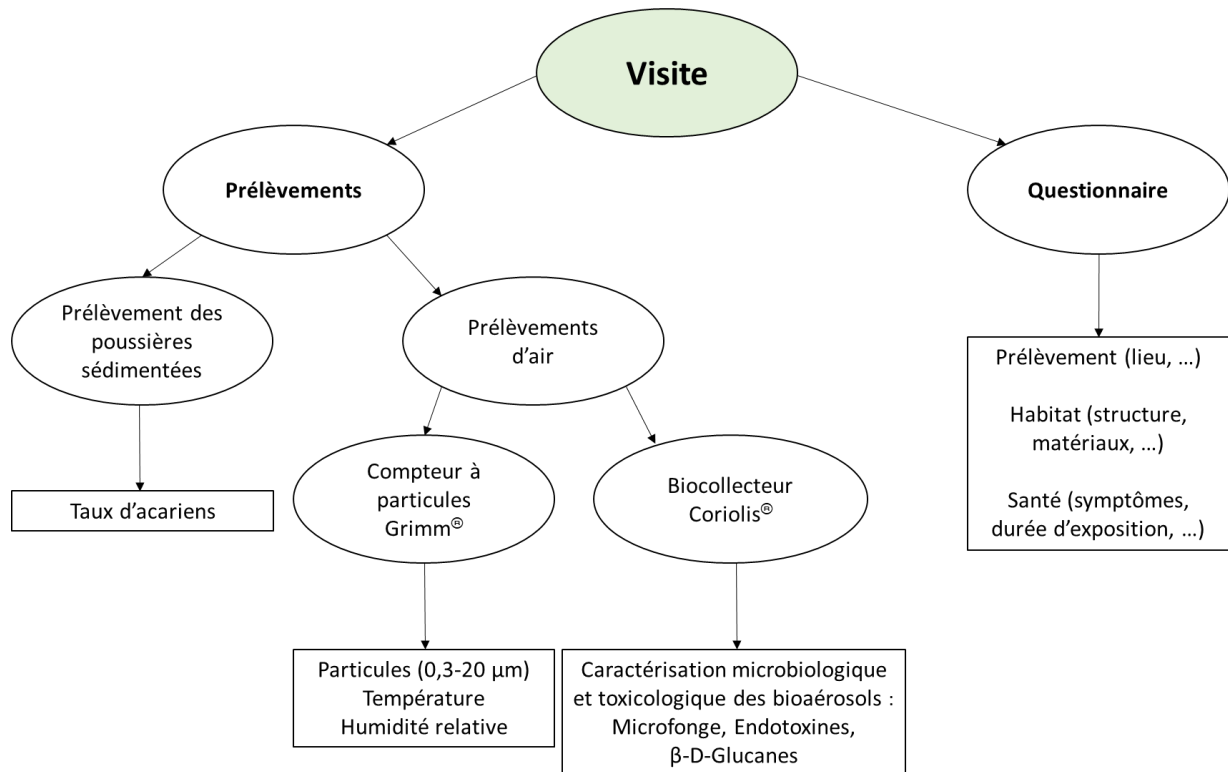 Visite
Prélèvements
Questionnaire
Prélèvement des
poussières
sédimentées
Prélèvements
d'air
Prélèvement (lieu, ...)
Habitat (structure,
matériaux, ...)
Santé (symptômes,
durée d'exposition, ...)
Taux d'acariens
Compteur à
particules
Grimm®
Biocollecteur
Coriolis®
Particules (0,3-20 µm)
Température
Humidité relative
Caractérisation microbiologique
et toxicologique des bioaérosols :
Microfonge, Endotoxines,
β-D-Glucanes